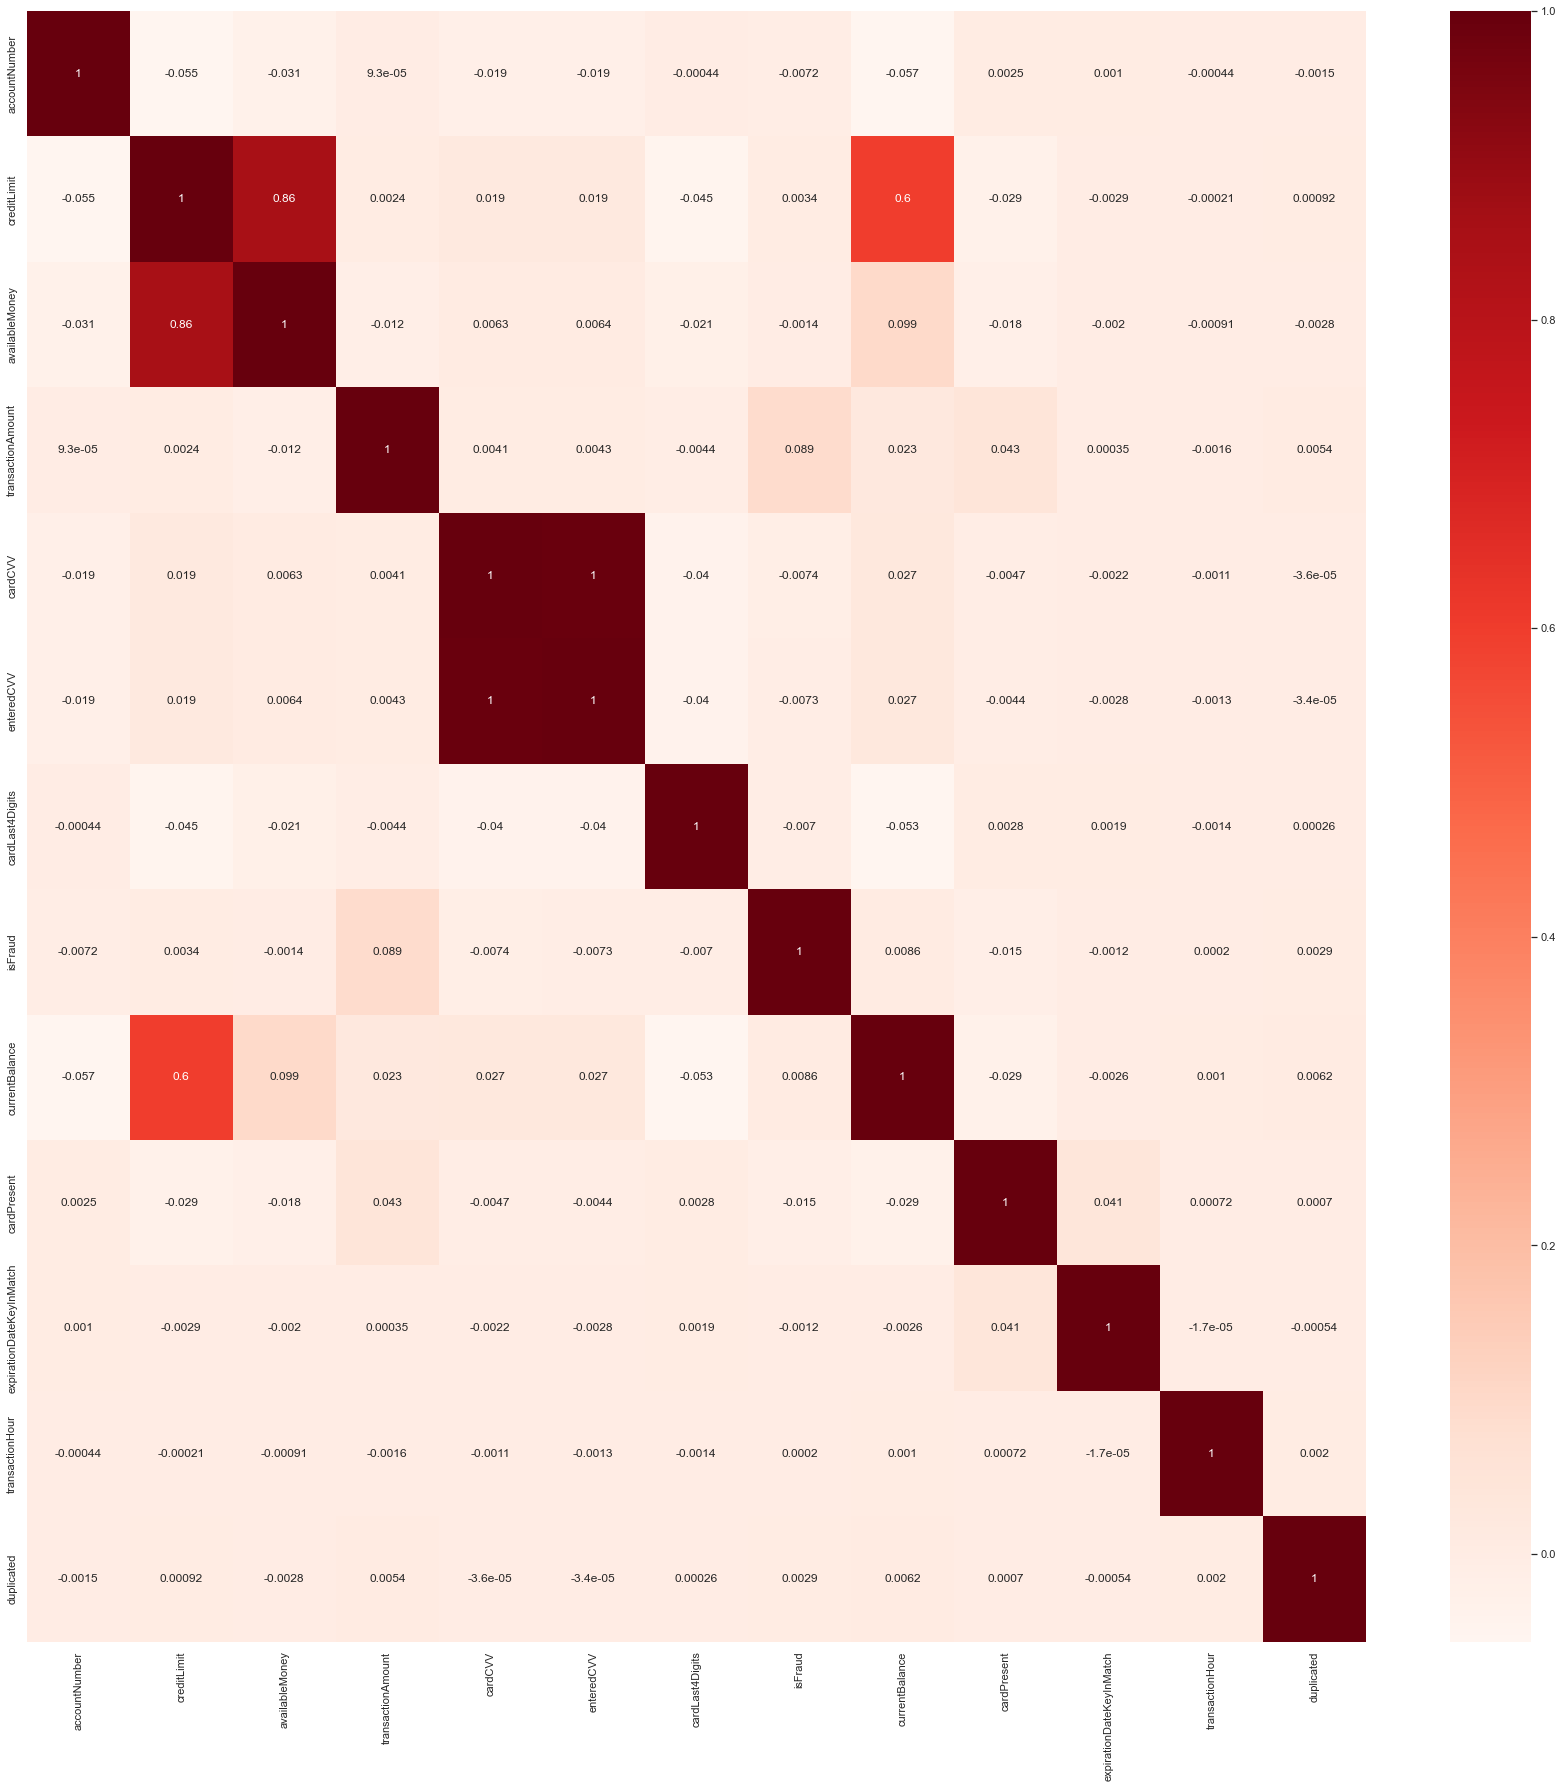 accountNumber 1 -0.055 -0.031 9.3e-05 -0.019 -0.019 -0.00044 -0.0072 -0.057 0.0025 0.001 -0.00044 -0.0015
creditLimit -0.055 1 0.86 0.0024 0.019 0.019 -0.045 0.0034 0.6 -0.029 -0.0029 -0.00021 0.00092
availableMoney -0.031 0.86 1 -0.012 0.0063 0.0064 -0.021 -0.0014 0.099 -0.018 -0.002 -0.00091 -0.0028
transactionAmount 9.3e-05 0.0024 -0.012 1 0.0041 0.0043 -0.0044 0.089 0.023 0.043 0.00035 -0.0016 0.0054
cardCVV -0.019 0.019 0.0063 0.0041 1 1 -0.04 -0.0074 0.027 -0.0047 -0.0022 -0.0011 -3.6e-05
enteredCVV -0.019 0.019 0.0064 0.0043 1 1 -0.04 -0.0073 0.027 -0.0044 -0.0028 -0.0013 -3.4e-05
cardLast4Digits -0.00044 -0.045 -0.021 -0.0044 -0.04 -0.04 1 -0.007 -0.053 0.0028 0.0019 -0.0014 0.00026
isFraud -0.0072 0.0034 -0.0014 0.089 -0.0074 -0.0073 -0.007 1 0.0086 -0.015 -0.0012 0.0002 0.0029
currentBalance -0.057 0.6 0.099 0.023 0.027 0.027 -0.053 0.0086 1 -0.029 -0.0026 0.001 0.0062
cardPresent 0.0025 -0.029 -0.018 0.043 -0.0047 -0.0044 0.0028 -0.015 -0.029 1 0.041 0.00072 0.0007
expirationDateKeyInMatch 0.001 -0.0029 -0.002 0.00035 -0.0022 -0.0028 0.0019 -0.0012 -0.0026 0.041 1 -1.7e-05 -0.00054
transactionHour -0.00044 -0.00021 -0.00091 -0.0016 -0.0011 -0.0013 -0.0014 0.0002 0.001 0.00072 -1.7e-05 1 0.002
duplicated -0.0015 0.00092 -0.0028 0.0054 -3.6e-05 -3.4e-05 0.00026 0.0029 0.0062 0.0007 -0.00054 0.002 1
accountNumber creditLimit availableMoney transactionAmount cardCVV enteredCVV cardLast4Digits isFraud currentBalance cardPresent expirationDateKeyInMatch transactionHour duplicated
1.0
0.8
0.6
0.4
0.2
0.0